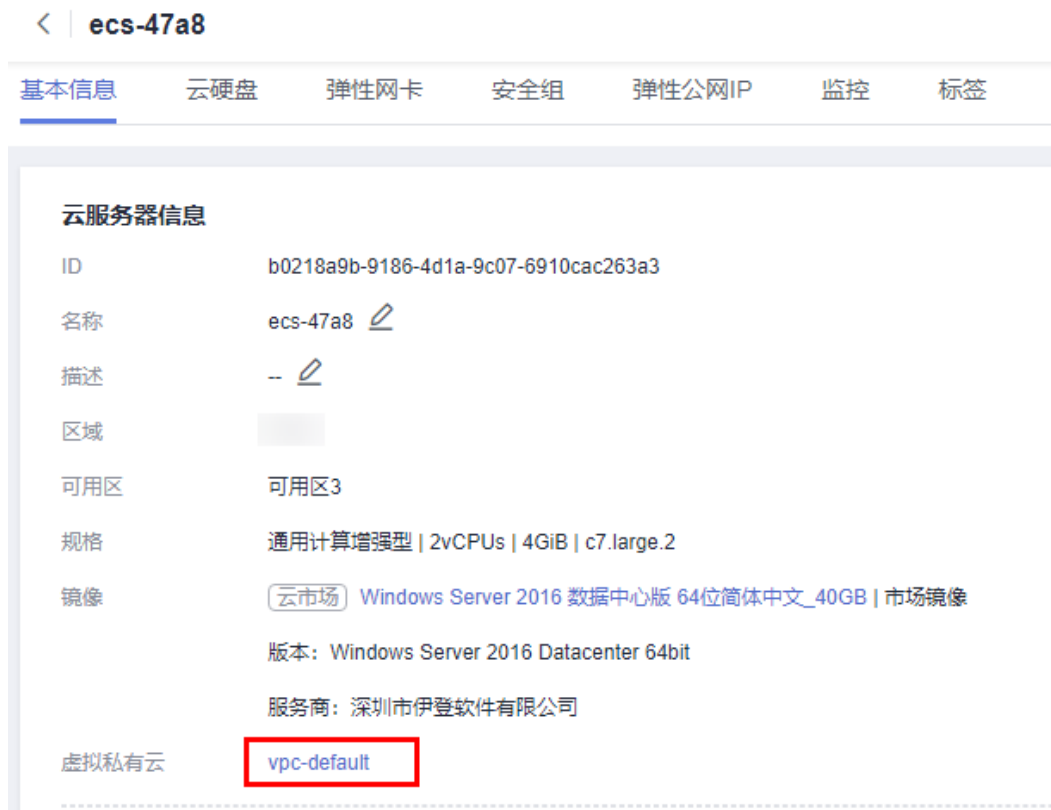 ecs-47a8
基本信息 云硬盘 弹性网卡 安全组 弹性公网IP 监控 标签
云服务器信息
ID b0218a9b-9186-4d1a-9c07-6910cac263a3
名称 ecs-47a8
描述 --
区域
可用区 可用区3
规格 通用计算增强型 | 2vCPUs | 4GiB | c7.large.2
镜像 云市场 Windows Server 2016 数据中心版 64位简体中文_40GB | 市场镜像
版本：Windows Server 2016 Datacenter 64bit
服务商：深圳市伊登软件有限公司
虚拟私有云 vpc-default